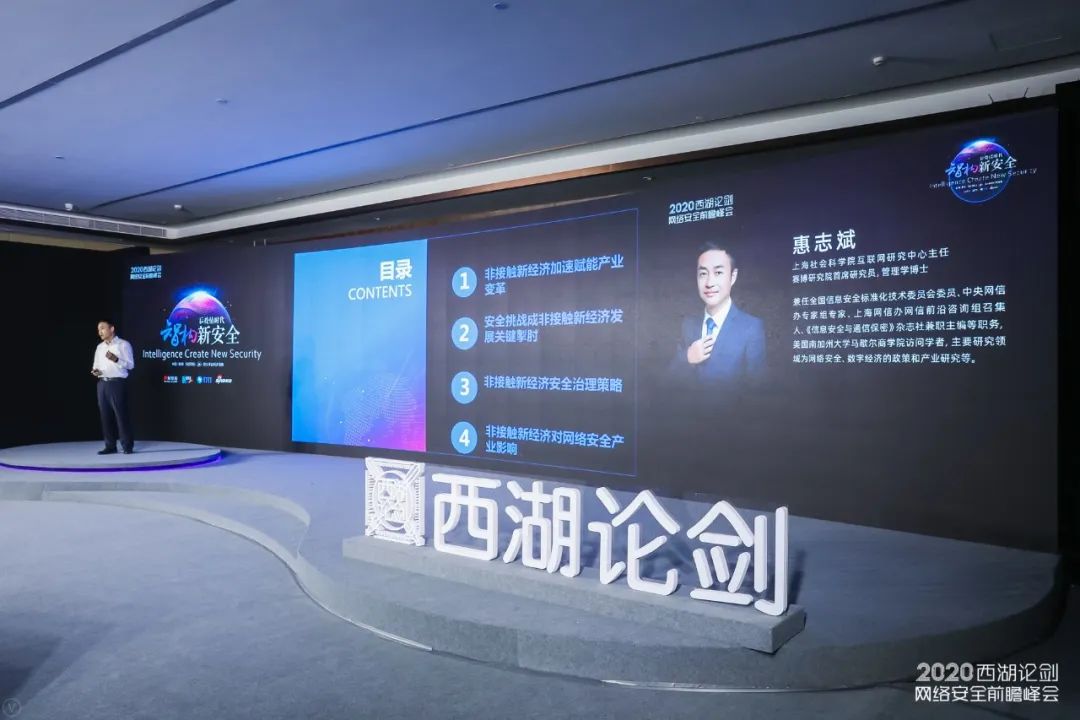 2020西湖论剑
网络安全前瞻峰会
后疫情时代
智构新安全
Intelligence Create New Security
目录
CONTENTS
1
非接触新经济加速赋能产业
变革
2
安全挑战成非接触新经济发
展关键掣肘
3
非接触新经济安全治理策略
4
非接触新经济对网络安全产
业影响
2020西湖论剑
网络安全前瞻峰会
惠志斌
上海社会科学院互联网研究中心主任
赛博研究院首席研究员，管理学博士
兼任全国信息安全标准化技术委员会委员、中央网信
办专家组专家、上海网信办网信前沿咨询组召集
人、《信息安全与通信保密》杂志社兼职主编等职务，
美国南加州大学马歇尔商学院访问学者，主要研究领
域为网络安全、数字经济的政策和产业研究等。
后疫情时代
智构新安全
Intelligence Create New Security
西湖论剑
2020西湖论剑
网络安全前瞻峰会